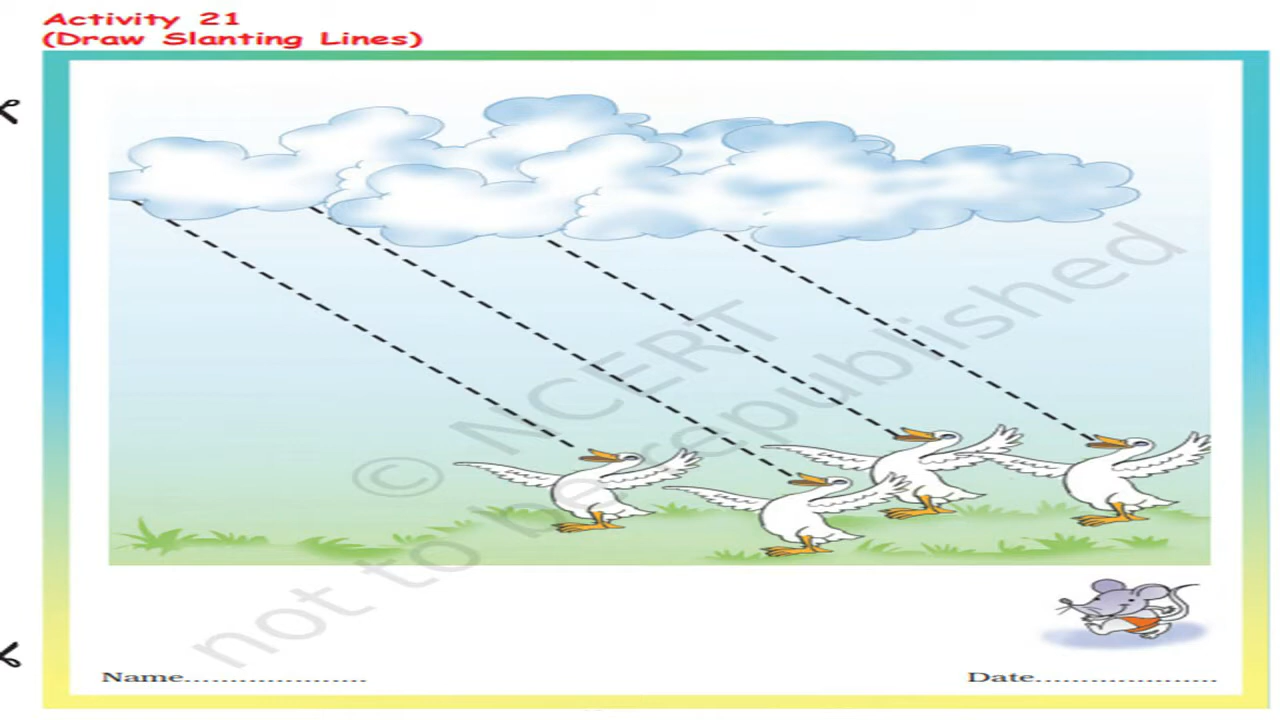 Activity 21
(Draw Slanting Lines)
© NCERT
not to be republished
Name....................
Date....................